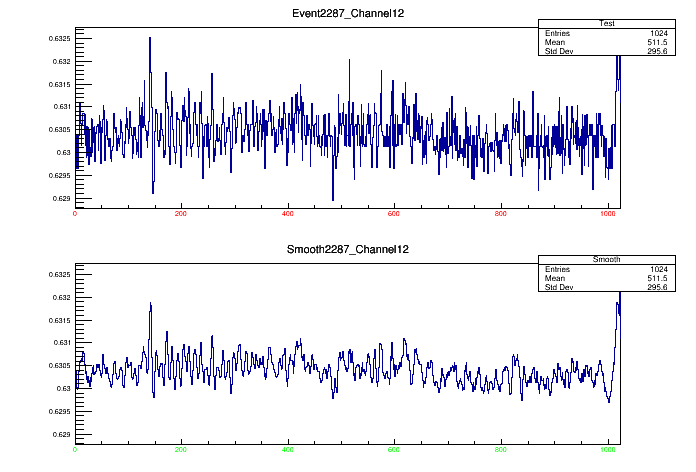 Event2287_Channel12
Test
Entries 1024
Mean 511.5
Std Dev 295.6
0.6325
0.632
0.6315
0.631
0.6305
0.63
0.6295
0.629
0 200 400 600 800 1000
Smooth2287_Channel12
Smooth
Entries 1024
Mean 511.5
Std Dev 295.6
0.6325
0.632
0.6315
0.631
0.6305
0.63
0.6295
0.629
0 200 400 600 800 1000